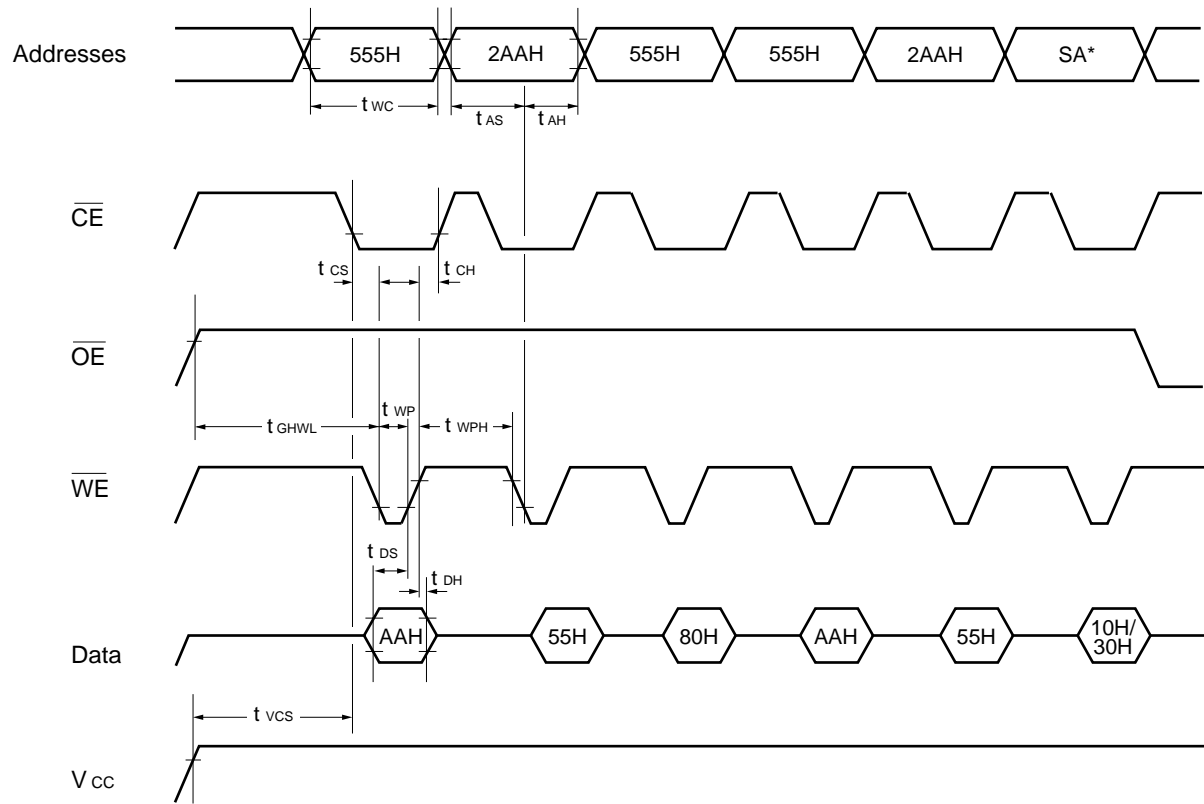 Addresses
555H
2AAH
555H
555H
2AAH
SA*
t WC
t AS
t AH
CE
t CS
t CH
OE
t GHWL
t WP
t WPH
WE
t DS
t DH
Data
AAH
55H
80H
AAH
55H
10H/
30H
t VCS
V CC